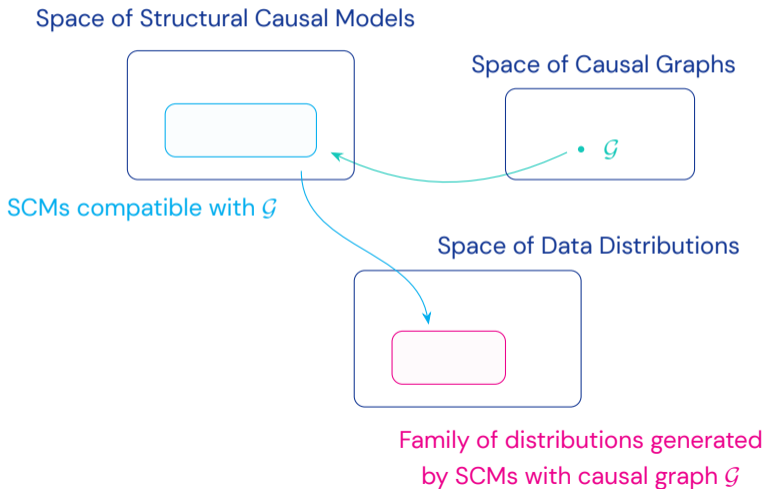 Space of Structural Causal Models
Space of Causal Graphs
𝒢
SCMs compatible with 𝒢
Space of Data Distributions
Family of distributions generated
by SCMs with causal graph 𝒢